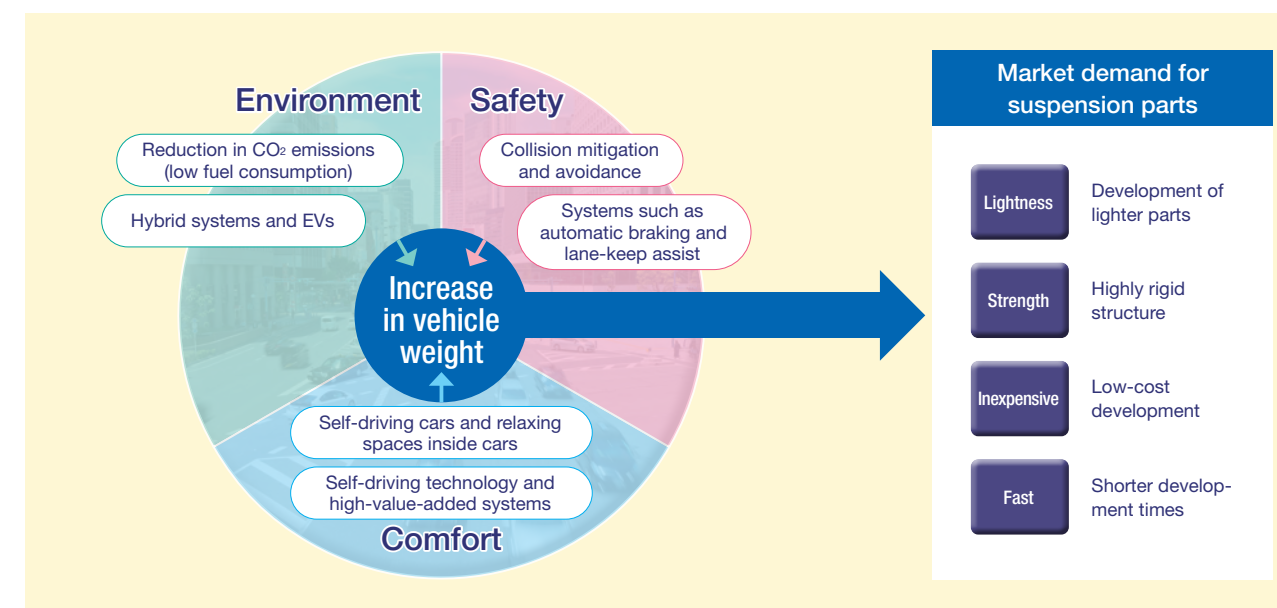 Environment
Reduction in CO₂ emissions
(low fuel consumption)
Hybrid systems and EVs
Safety
Collision mitigation
and avoidance
Systems such as
automatic braking and
lane-keep assist
Increase
in vehicle
weight
Self-driving cars and relaxing
spaces inside cars
Self-driving technology and
high-value-added systems
Comfort
Market demand for
suspension parts
Lightness
Development of
lighter parts
Strength
Highly rigid
structure
Inexpensive
Low-cost
development
Fast
Shorter develop-
ment times